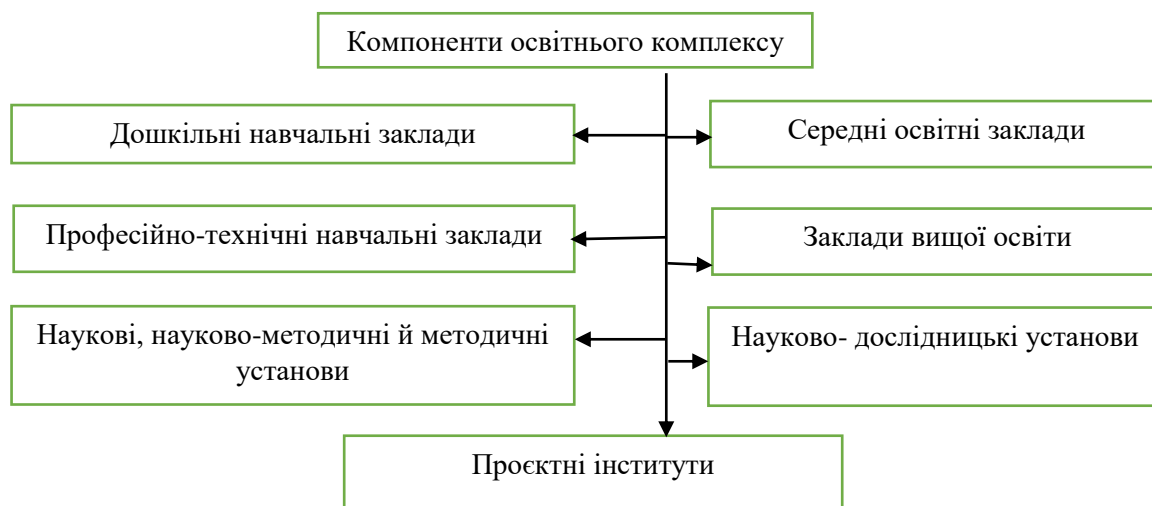 Компоненти освітнього комплексу
Дошкільні навчальні заклади
Середні освітні заклади
Професійно-технічні навчальні заклади
Заклади вищої освіти
Наукові, науково-методичні й методичні
установи
Науково- дослідницькі установи
Проєктні інститути